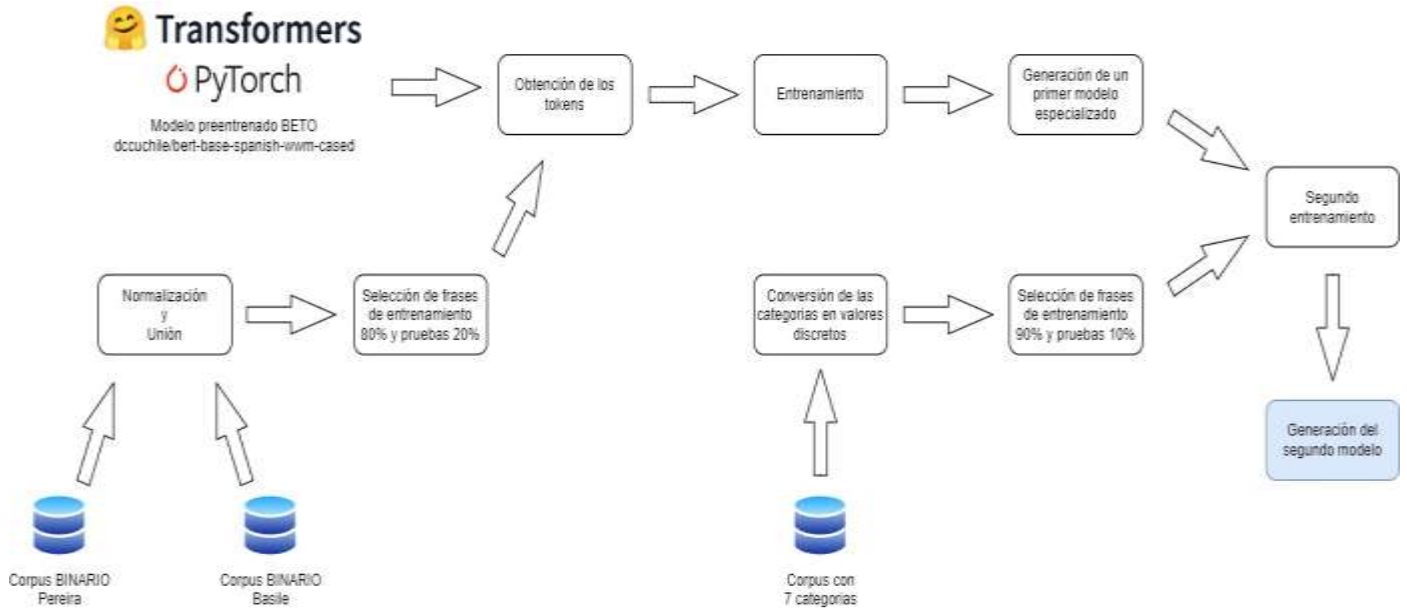 Transformers
PyTorch
Modelo preentrenado BETO
dccuchile/bert-base-spanish-wwm-cased
Obtención de los
tokens
Entrenamiento
Generación de un
primer modelo
especializado
Segundo
entrenamiento
Normalización
y
Unión
Selección de frases
de entrenamiento
80% y pruebas 20%
Conversión de las
categorias en valores
discretos
Selección de frases
de entrenamiento
90% y pruebas 10%
Generación del
segundo modelo
Corpus BINARIO
Pereira
Corpus BINARIO
Basile
Corpus con
7 categorias